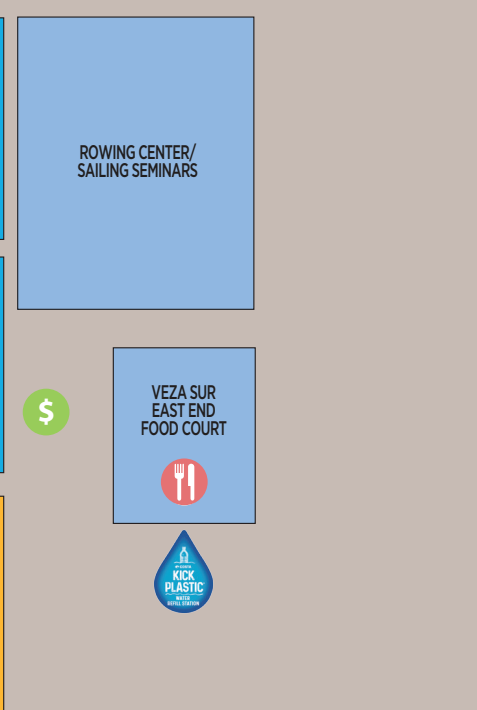 ROWING CENTER/
SAILING SEMINARS
VEZA SUR
EAST END
FOOD COURT
$
KICK
PLASTIC
WATER
REFILL STATION